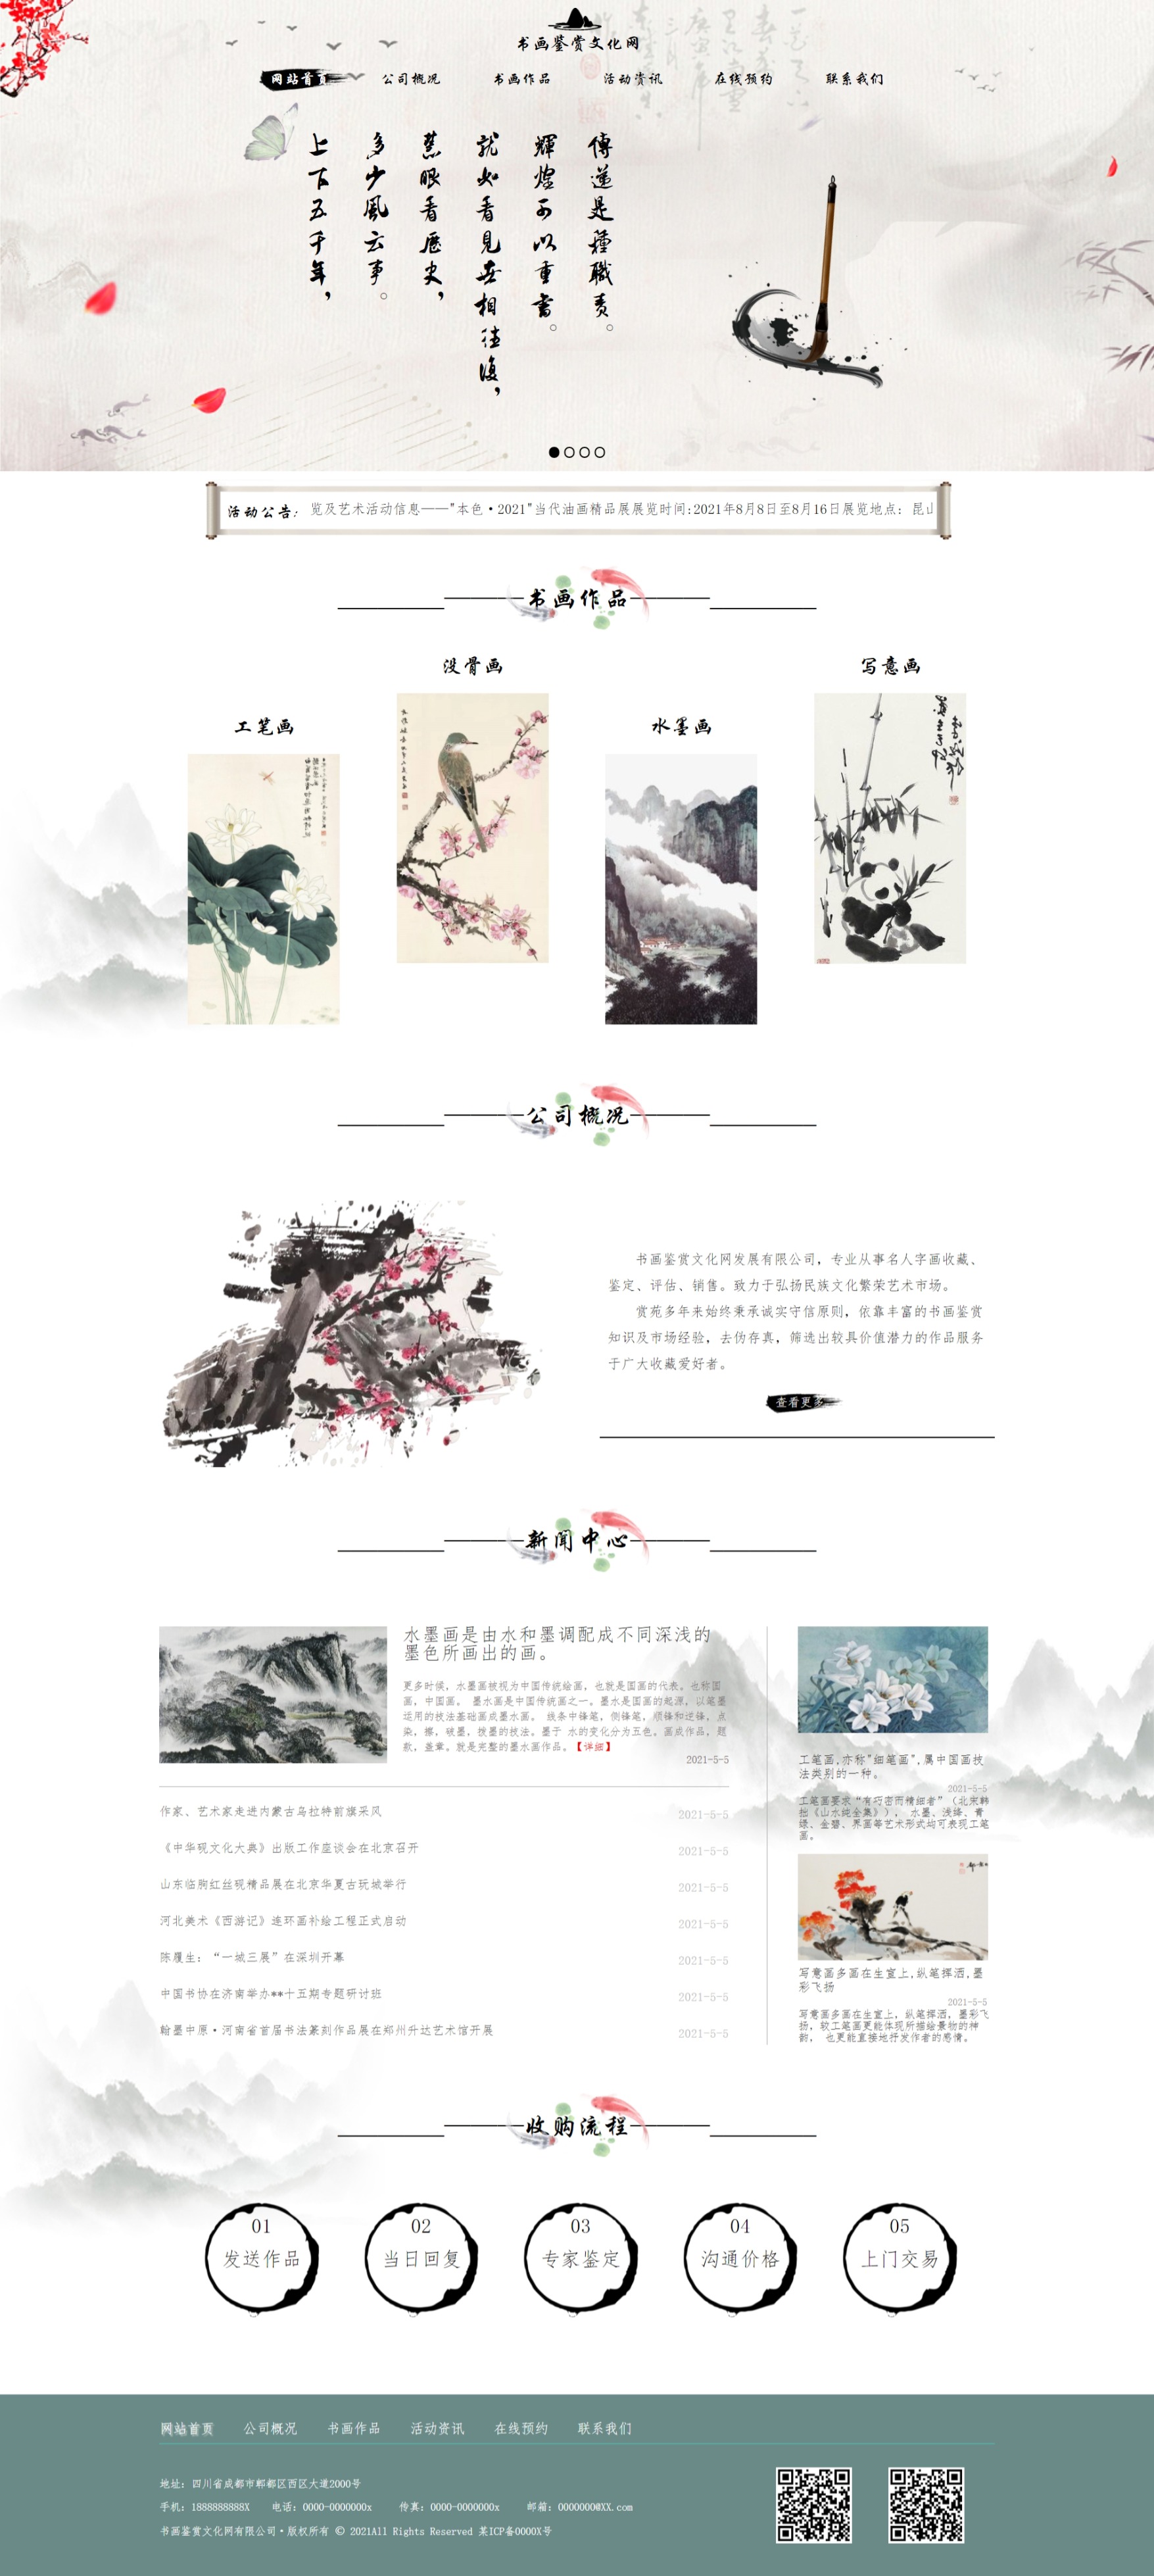 书画鉴赏文化网
网站首页 公司概况 书画作品 活动资讯 在线预约 联系我们
上下五千年，
多少風云事。
慧眼看歷史，
就如看見世相往復，
輝煌可以重書。
傳遞是種職責。
活动公告： 览及艺术活动信息——"本色·2021"当代油画精品展展览时间:2021年8月8日至8月16日展览地点: 昆山
书画作品
工笔画
没骨画
水墨画
写意画
公司概况
书画鉴赏文化网发展有限公司，专业从事名人字画收藏、
鉴定、评估、销售。致力于弘扬民族文化繁荣艺术市场。
赏苑多年来始终秉承诚实守信原则，依靠丰富的书画鉴赏
知识及市场经验，去伪存真，筛选出较具价值潜力的作品服务
于广大收藏爱好者。
查看更多
新闻中心
水墨画是由水和墨调配成不同深浅的
墨色所画出的画。
更多时候，水墨画被视为中国传统绘画，也就是国画的代表。也称国
画，中国画。 墨水画是中国传统画之一。墨水是国画的起源，以笔墨
运用的技法基础画成墨水画。 线条中锋笔，侧锋笔，顺锋和逆锋，点
染，擦，破墨，拨墨的技法。墨于 水的变化分为五色。画成作品，题
款，盖章。就是完整的墨水画作品。【详细】
2021-5-5
作家、艺术家走进内蒙古乌拉特前旗采风 2021-5-5
《中华砚文化大典》出版工作座谈会在北京召开 2021-5-5
山东临朐红丝砚精品展在北京华夏古玩城举行 2021-5-5
河北美术《西游记》连环画补绘工程正式启动 2021-5-5
陈履生：“一城三展”在深圳开幕 2021-5-5
中国书协在济南举办**十五期专题研讨班 2021-5-5
翰墨中原·河南省首届书法篆刻作品展在郑州升达艺术馆开展 2021-5-5
工笔画,亦称"细笔画",属中国画技
法类别的一种。
2021-5-5
工笔画要求“有巧密而精细者”（北宋韩
拙《山水纯全集》）， 水墨、浅绛、青
绿、金碧、界画等艺术形式均可表现工笔
画。
写意画多画在生宣上,纵笔挥洒,墨
彩飞扬
2021-5-5
写意画多画在生宣上，纵笔挥洒，墨彩飞
扬，较工笔画更能体现所描绘景物的神
韵， 也更能直接地抒发作者的感情。
收购流程
01 02 03 04 05
发送作品 当日回复 专家鉴定 沟通价格 上门交易
网站首页 公司概况 书画作品 活动资讯 在线预约 联系我们
地址：四川省成都市郫都区西区大道2000号
手机：1888888888X 电话：0000-0000000x 传真：0000-0000000x 邮箱：0000000@XX.com
书画鉴赏文化网有限公司·版权所有 © 2021All Rights Reserved 某ICP备0000X号